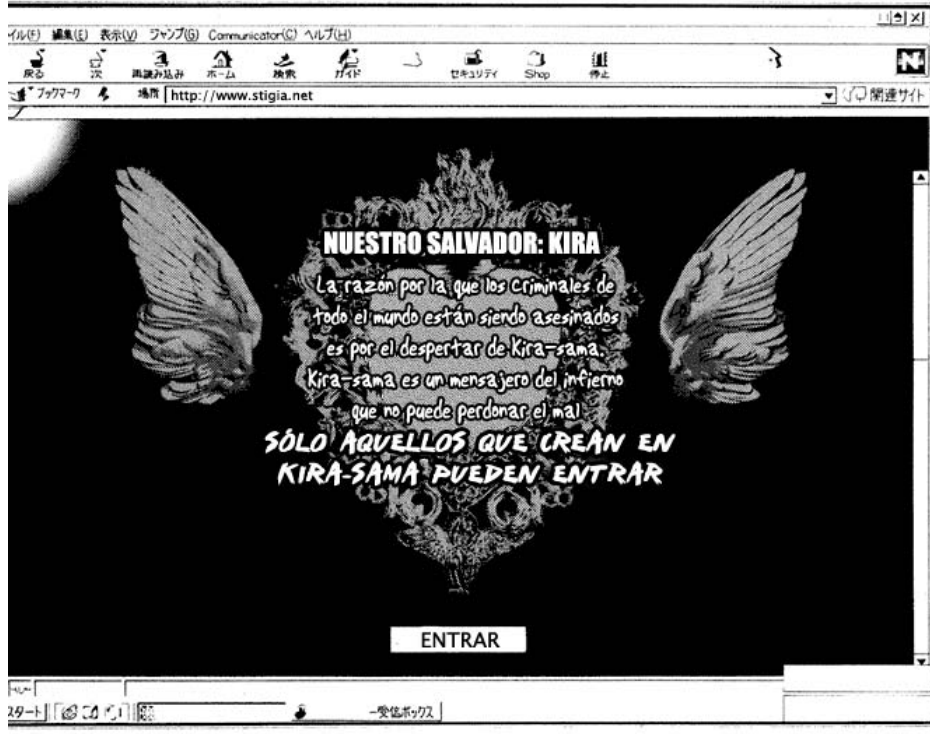 イル(F) 編集(E) 表示(V) ジャンプ(G) Communicator(C) ヘルプ(H)
戻る 次 再読み込み ホーム 検索 ガイド セキュリティ Shop 停止 N
ブックマーク 場所 http://www.stigia.net 関連サイト
NUESTRO SALVADOR: KIRA
La razón por la que los criminales de
todo el mundo están siendo asesinados
es por el despertar de Kira-sama.
Kira-sama es un mensajero del infierno
que no puede perdonar el mal
SÓLO AQUELLOS QUE CREAN EN
KIRA-SAMA PUEDEN ENTRAR
ENTRAR
スタート -受信ボックス